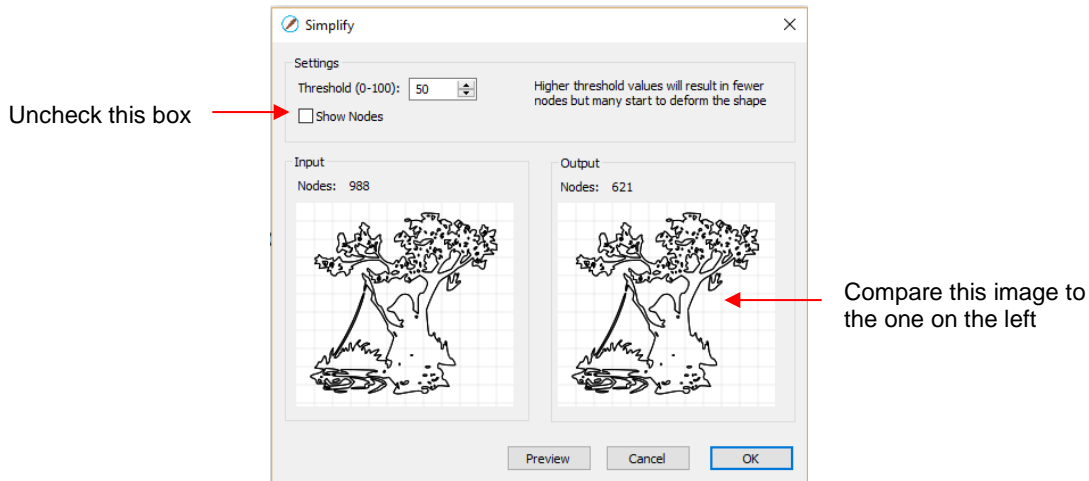 Simplify
Settings
Threshold (0-100): 50
Higher threshold values will result in fewer
nodes but many start to deform the shape
Uncheck this box
Show Nodes
Input
Nodes: 988
Output
Nodes: 621
Compare this image to
the one on the left
Preview
Cancel
OK